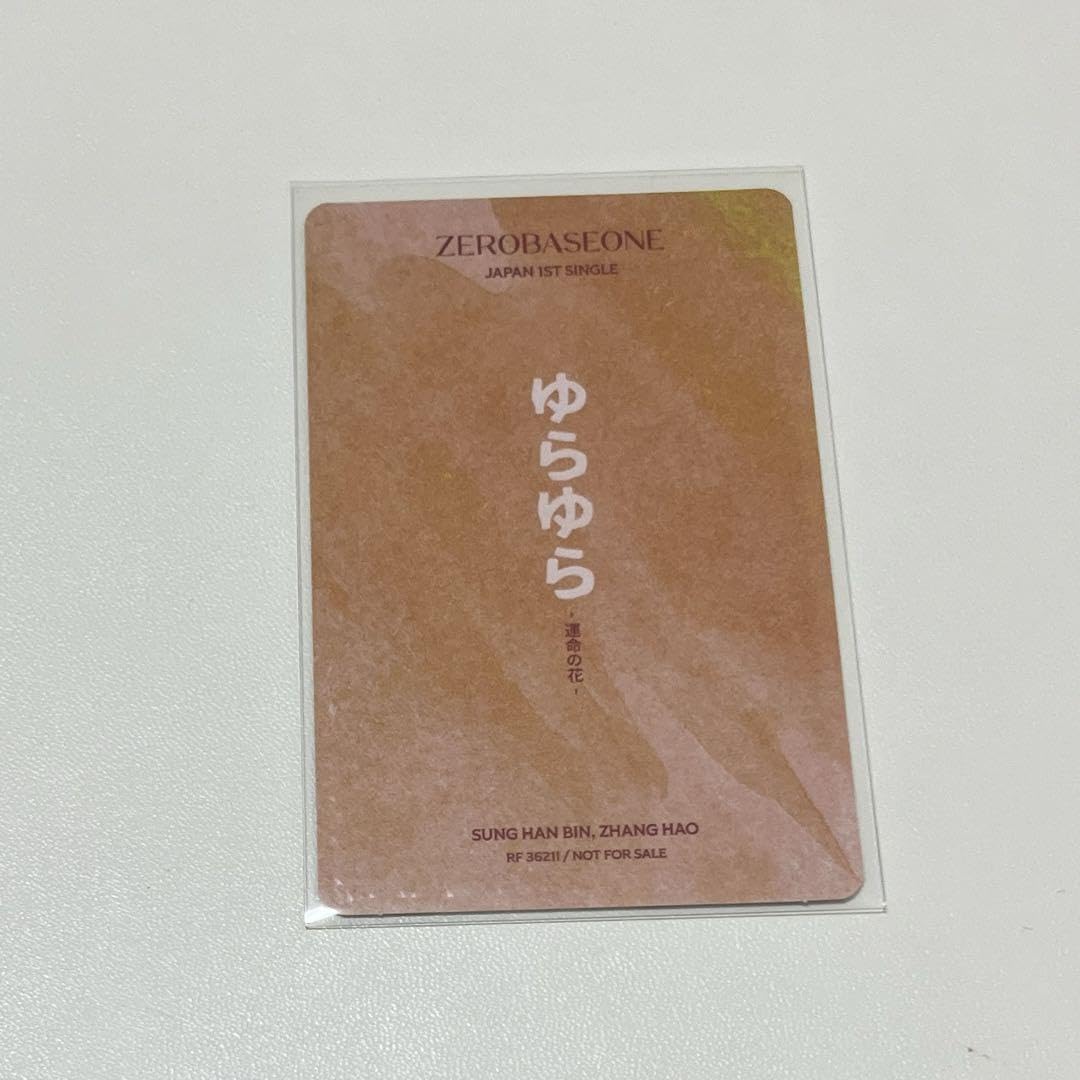 ZEROBASEONE
JAPAN 1ST SINGLE
ゆらゆら
-運命の花-
SUNG HAN BIN, ZHANG HAO
RF 36211 / NOT FOR SALE